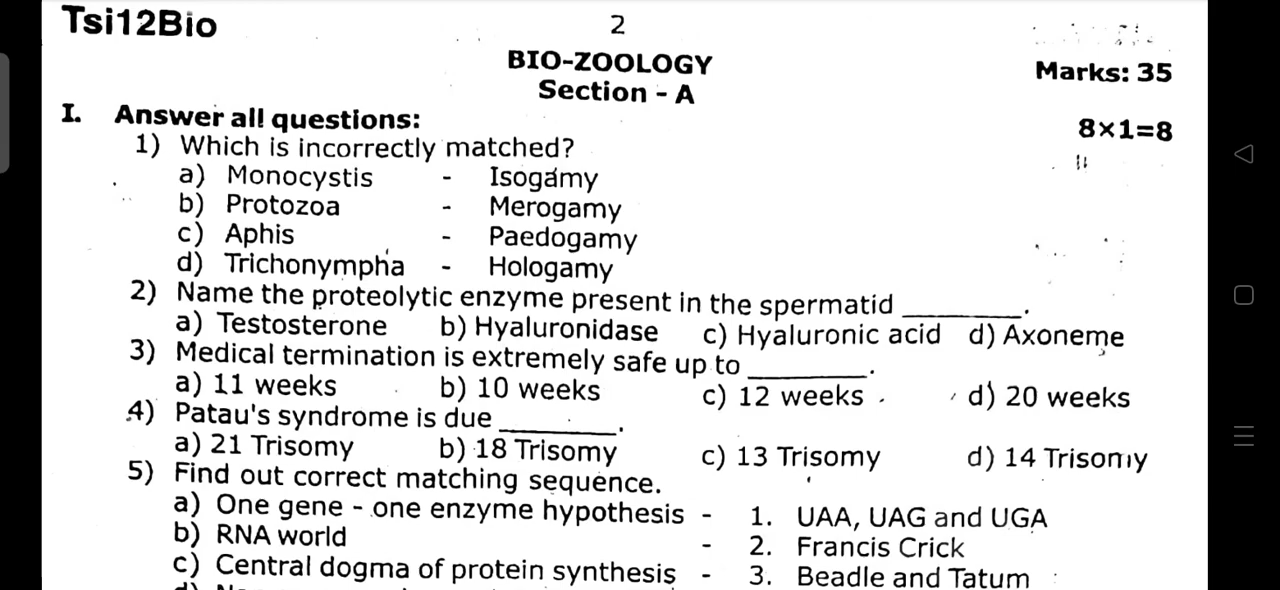 Tsi12Bio
2
BIO-ZOOLOGY
Marks: 35
Section - A
I. Answer all questions:
8×1=8
1) Which is incorrectly matched?
a) Monocystis - Isogamy
b) Protozoa - Merogamy
c) Aphis - Paedogamy
d) Trichonympha - Hologamy
2) Name the proteolytic enzyme present in the spermatid ________.
a) Testosterone b) Hyaluronidase c) Hyaluronic acid d) Axoneme
3) Medical termination is extremely safe up to ________.
a) 11 weeks b) 10 weeks c) 12 weeks d) 20 weeks
4) Patau's syndrome is due ________.
a) 21 Trisomy b) 18 Trisomy c) 13 Trisomy d) 14 Trisomy
5) Find out correct matching sequence.
a) One gene - one enzyme hypothesis - 1. UAA, UAG and UGA
b) RNA world - 2. Francis Crick
c) Central dogma of protein synthesis - 3. Beadle and Tatum